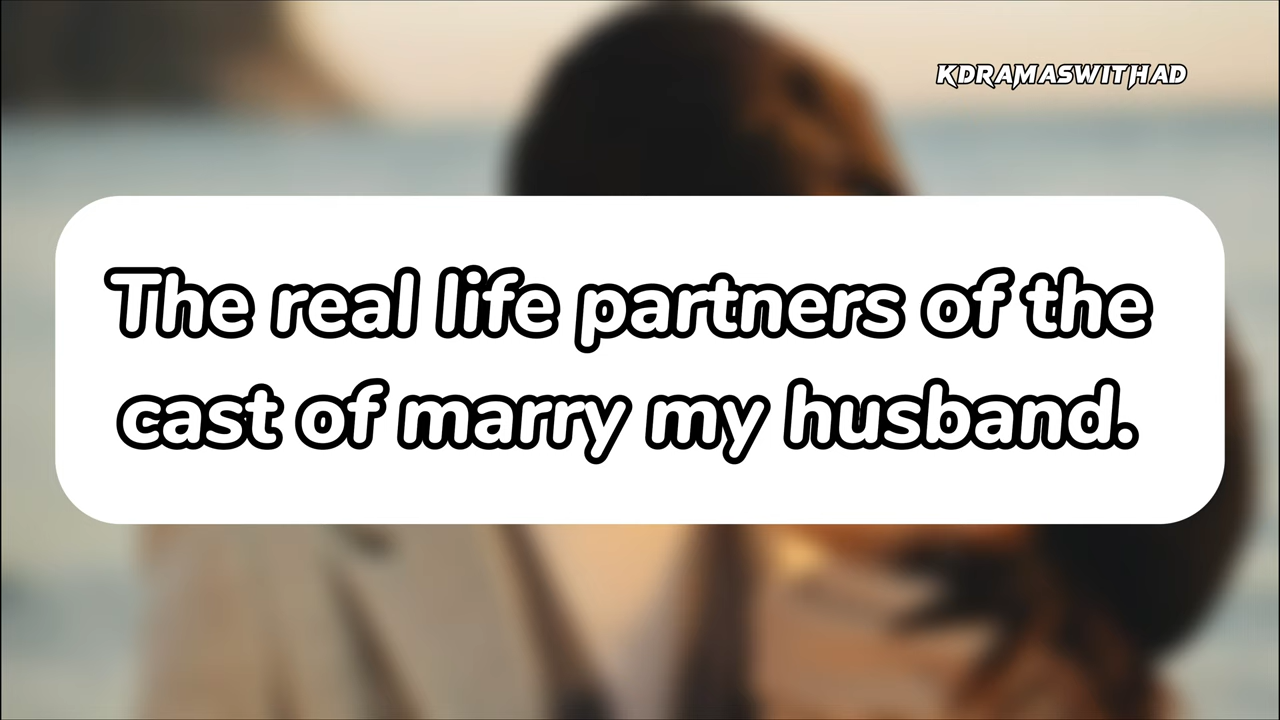 KDRAMASWITHAD
The real life partners of the
cast of marry my husband.